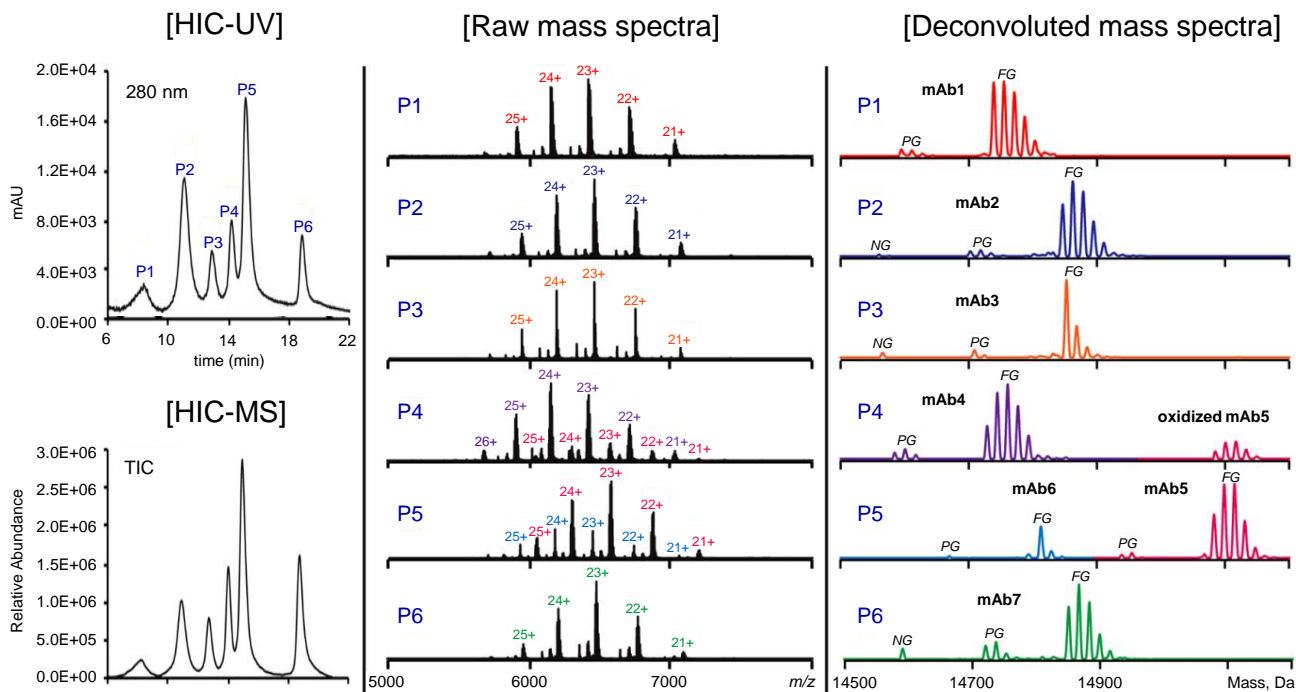 [HIC-UV]
2.0E+04
1.6E+04
1.2E+04
8.0E+03
4.0E+03
0.0E+00
mAU
280 nm
P1
P2
P3
P4
P5
P6
6 10 14 18 22
time (min)
[HIC-MS]
3.0E+06
2.5E+06
2.0E+06
1.5E+06
1.0E+06
5.0E+05
0.0E+00
Relative Abundance
TIC
6 10 14 18 22
time (min)
[Raw mass spectra]
P1
25+ 24+ 23+ 22+ 21+
P2
25+ 24+ 23+ 22+ 21+
P3
25+ 24+ 23+ 22+ 21+
P4
26+ 25+ 25+ 24+ 24+ 23+ 23+ 22+ 22+ 21+ 21+
P5
25+ 25+ 24+ 24+ 23+ 23+ 22+ 22+ 21+ 21+
P6
25+ 24+ 23+ 22+ 21+
5000 6000 7000 m/z
[Deconvoluted mass spectra]
P1
mAb1
PG FG
P2
mAb2
NG PG FG
P3
mAb3
NG PG FG
P4
mAb4
PG FG
oxidized mAb5
P5
mAb6
PG FG
mAb5
PG FG
P6
mAb7
NG PG FG
14500 14700 14900 Mass, Da